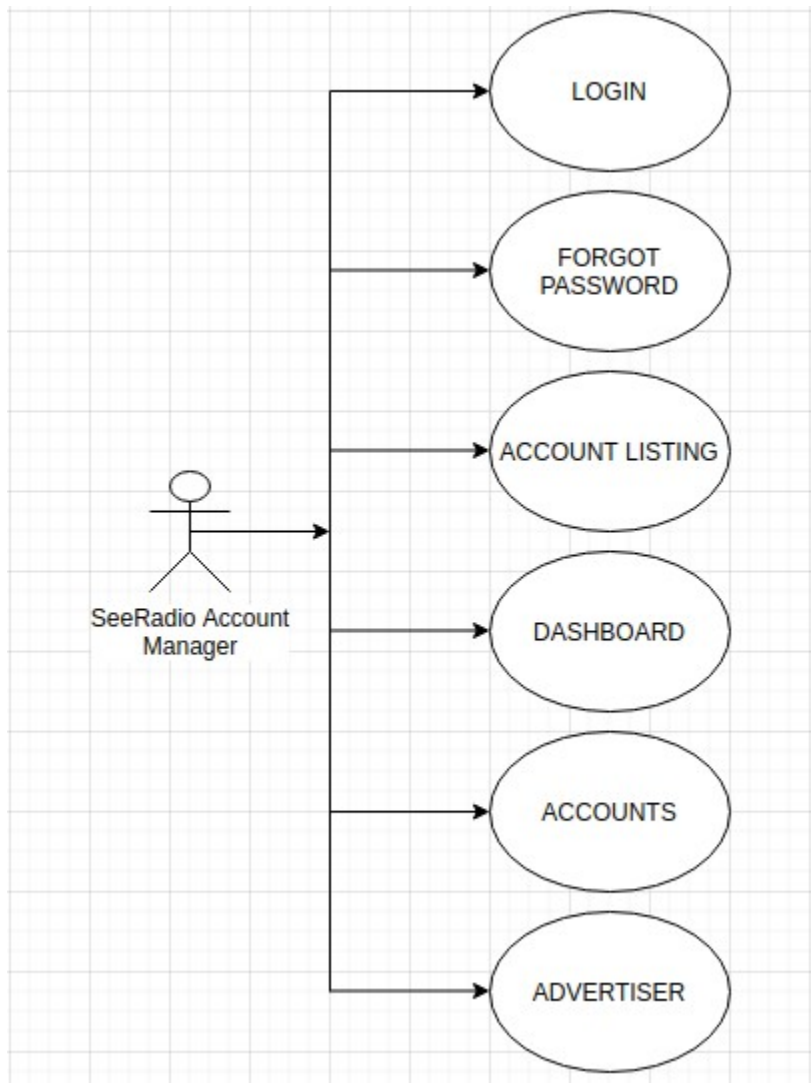 LOGIN
FORGOT
PASSWORD
ACCOUNT LISTING
SeeRadio Account
Manager
DASHBOARD
ACCOUNTS
ADVERTISER